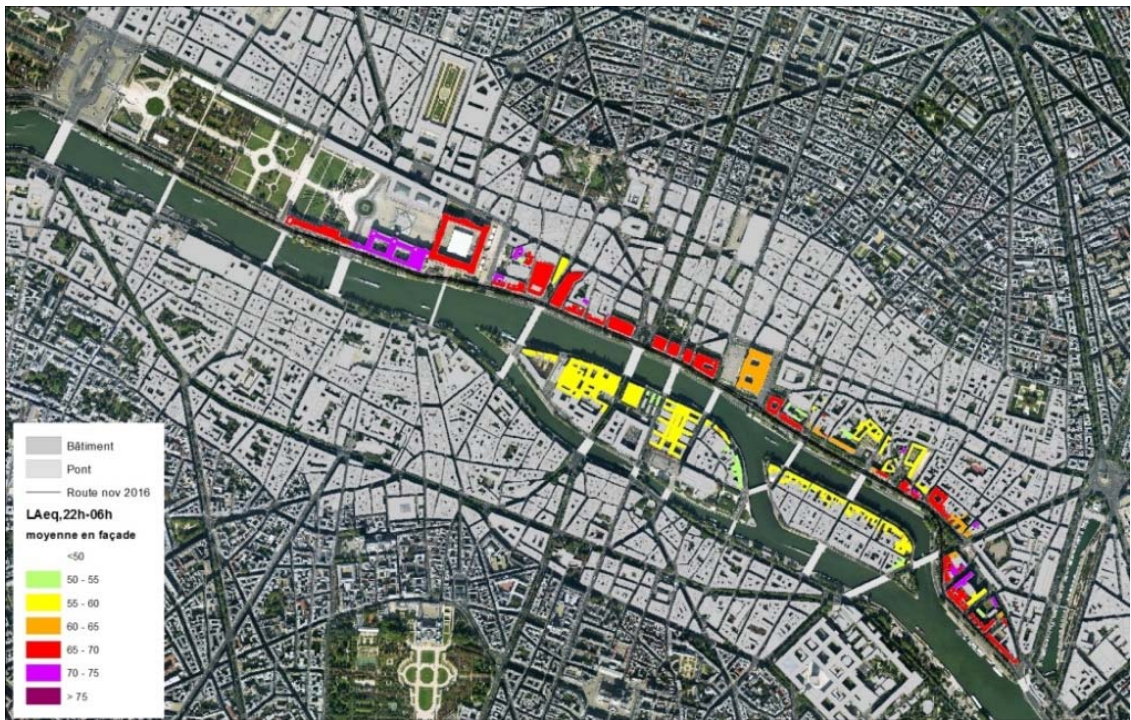 Bâtiment
Pont
Route nov 2016
LAeq,22h-06h
moyenne en façade
<50
50 - 55
55 - 60
60 - 65
65 - 70
70 - 75
> 75